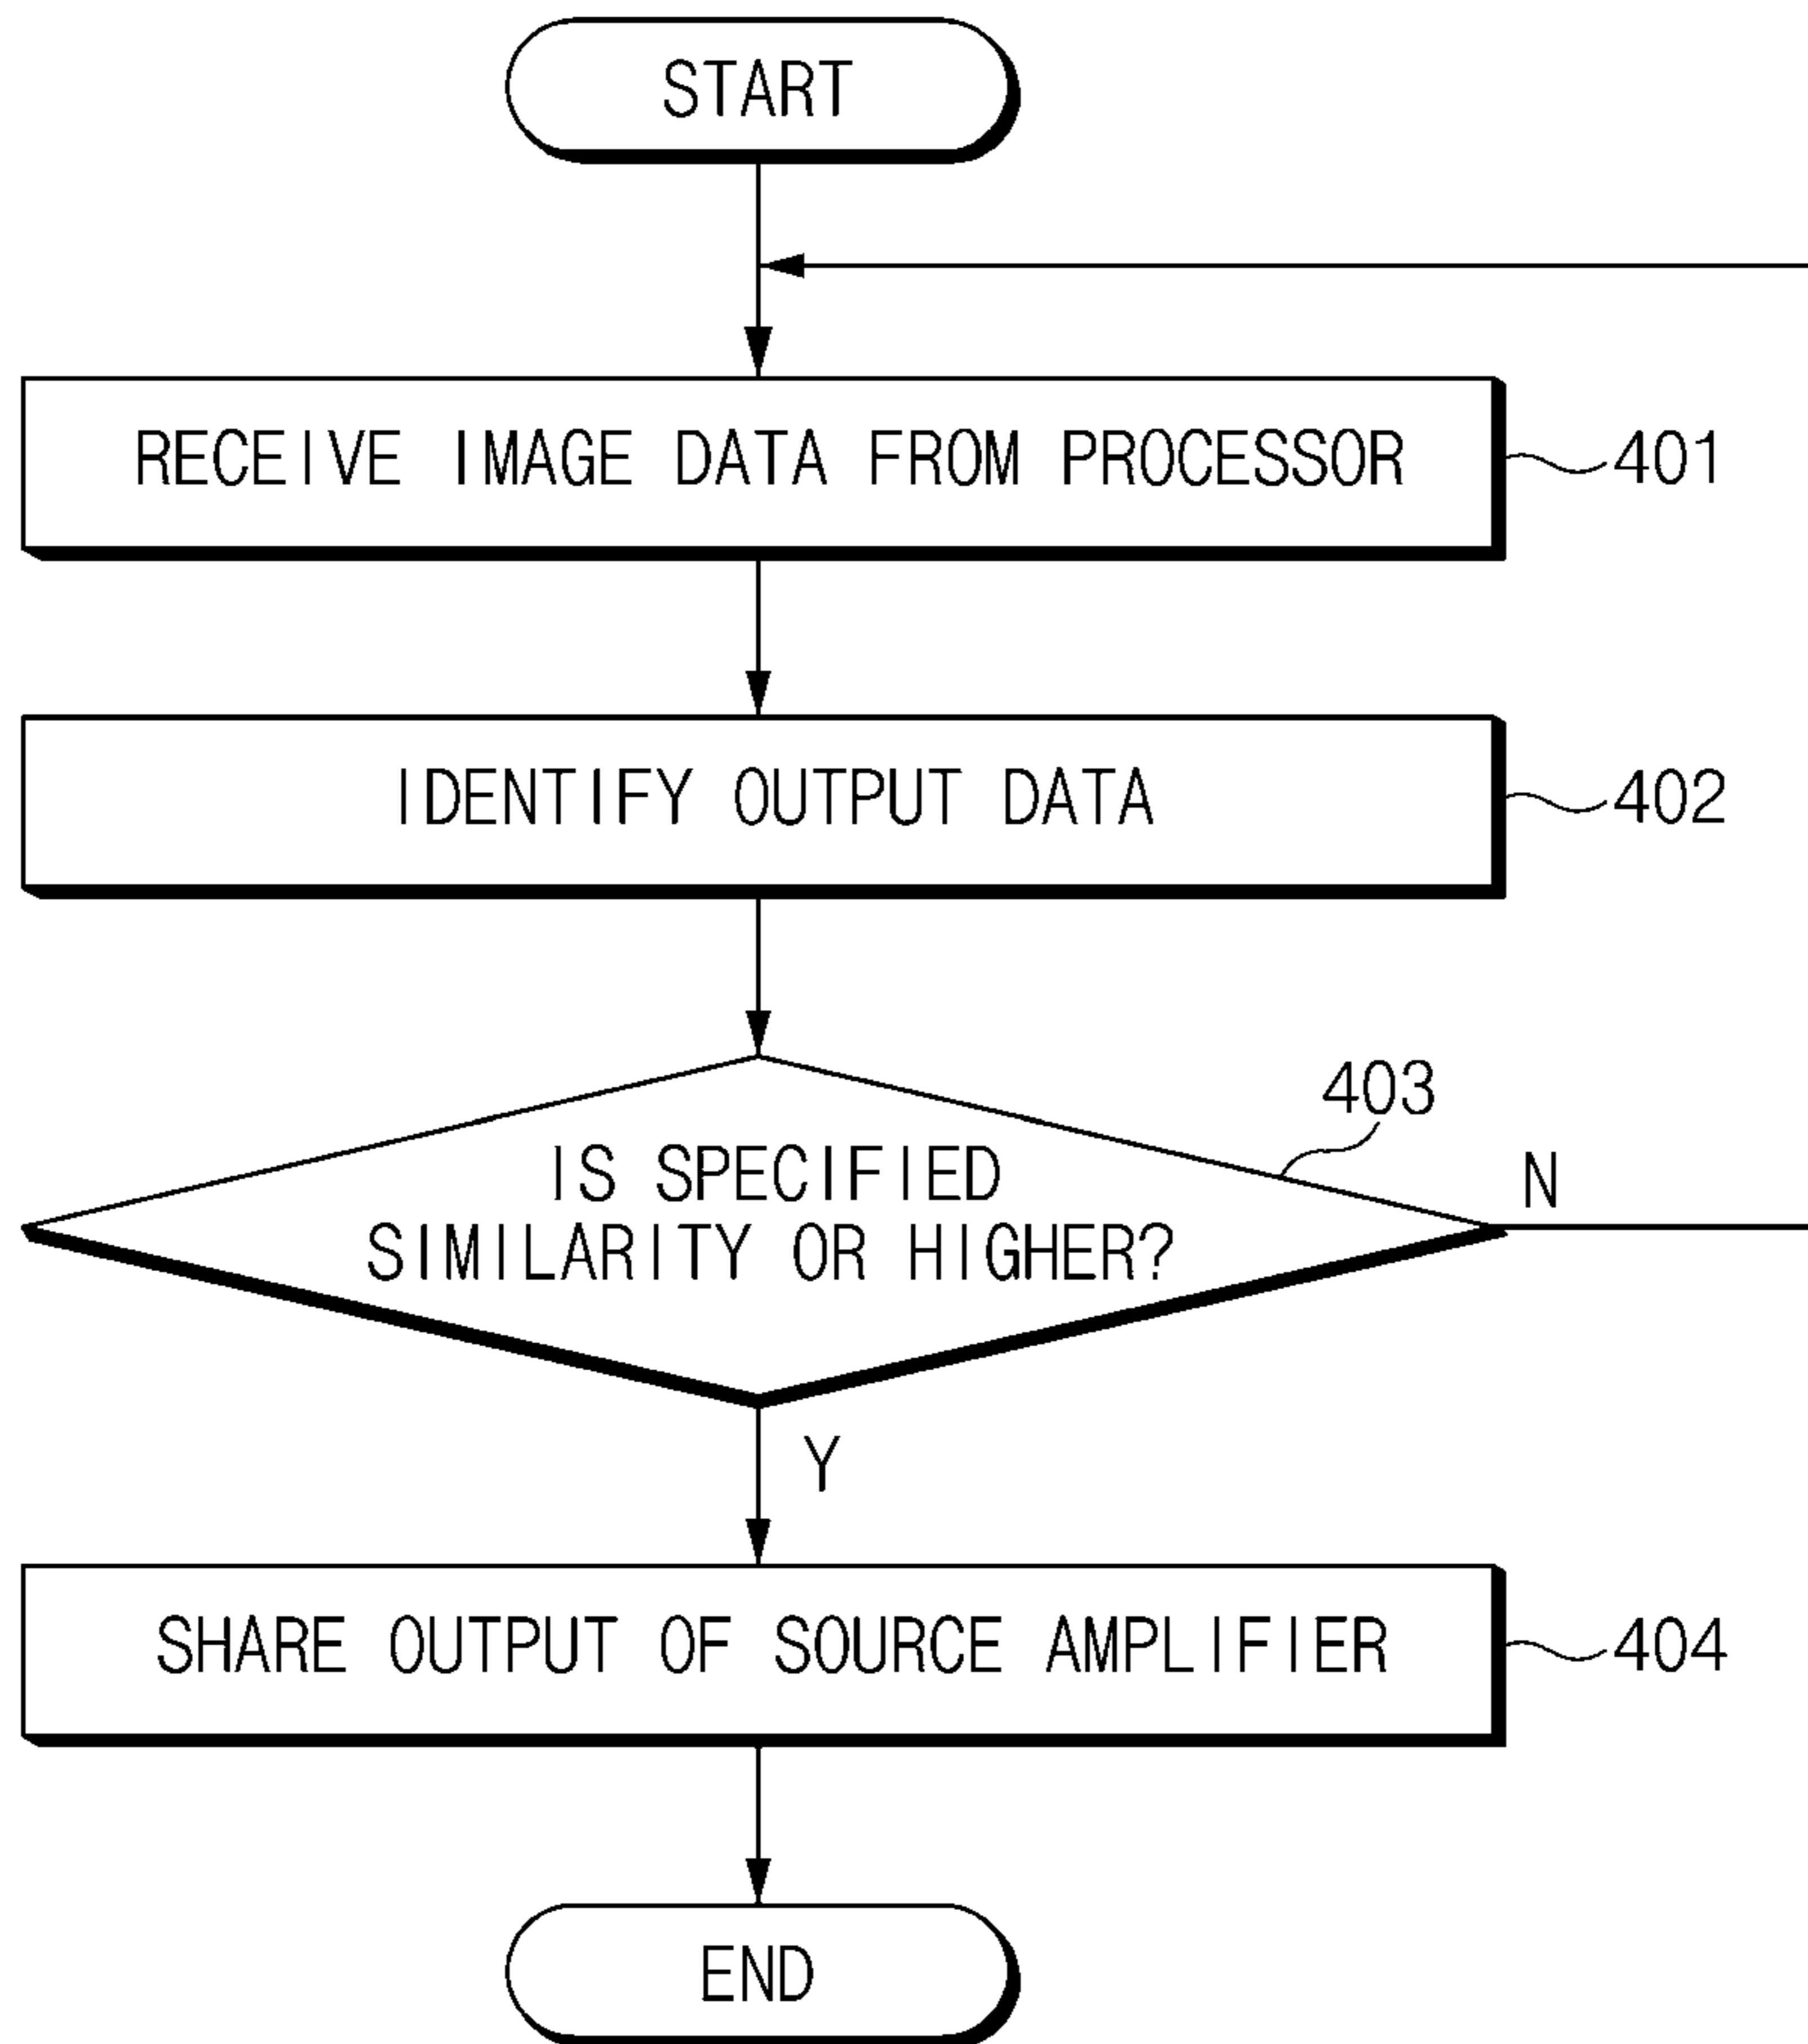 START
RECEIVE IMAGE DATA FROM PROCESSOR
401
IDENTIFY OUTPUT DATA
402
403
IS SPECIFIED
SIMILARITY OR HIGHER?
N
Y
SHARE OUTPUT OF SOURCE AMPLIFIER
404
END